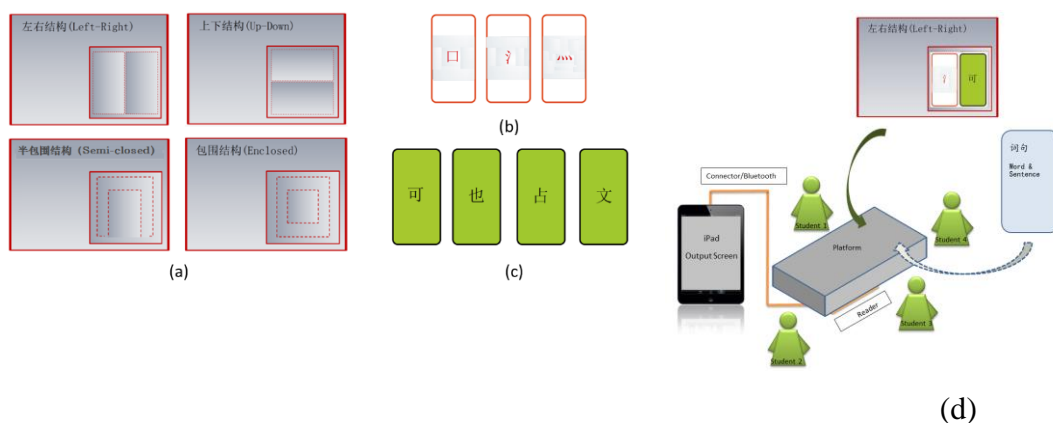 左右结构(Left-Right)
上下结构(Up-Down)
半包围结构 (Semi-closed)
包围结构(Enclosed)
(a)
口
氵
灬
(b)
可
也
占
文
(c)
左右结构(Left-Right)
氵
可
词句
Word &
Sentence
Connector/Bluetooth
iPad
Output Screen
Student 1
Student 4
Platform
Reader
Student 3
Student 2
(d)